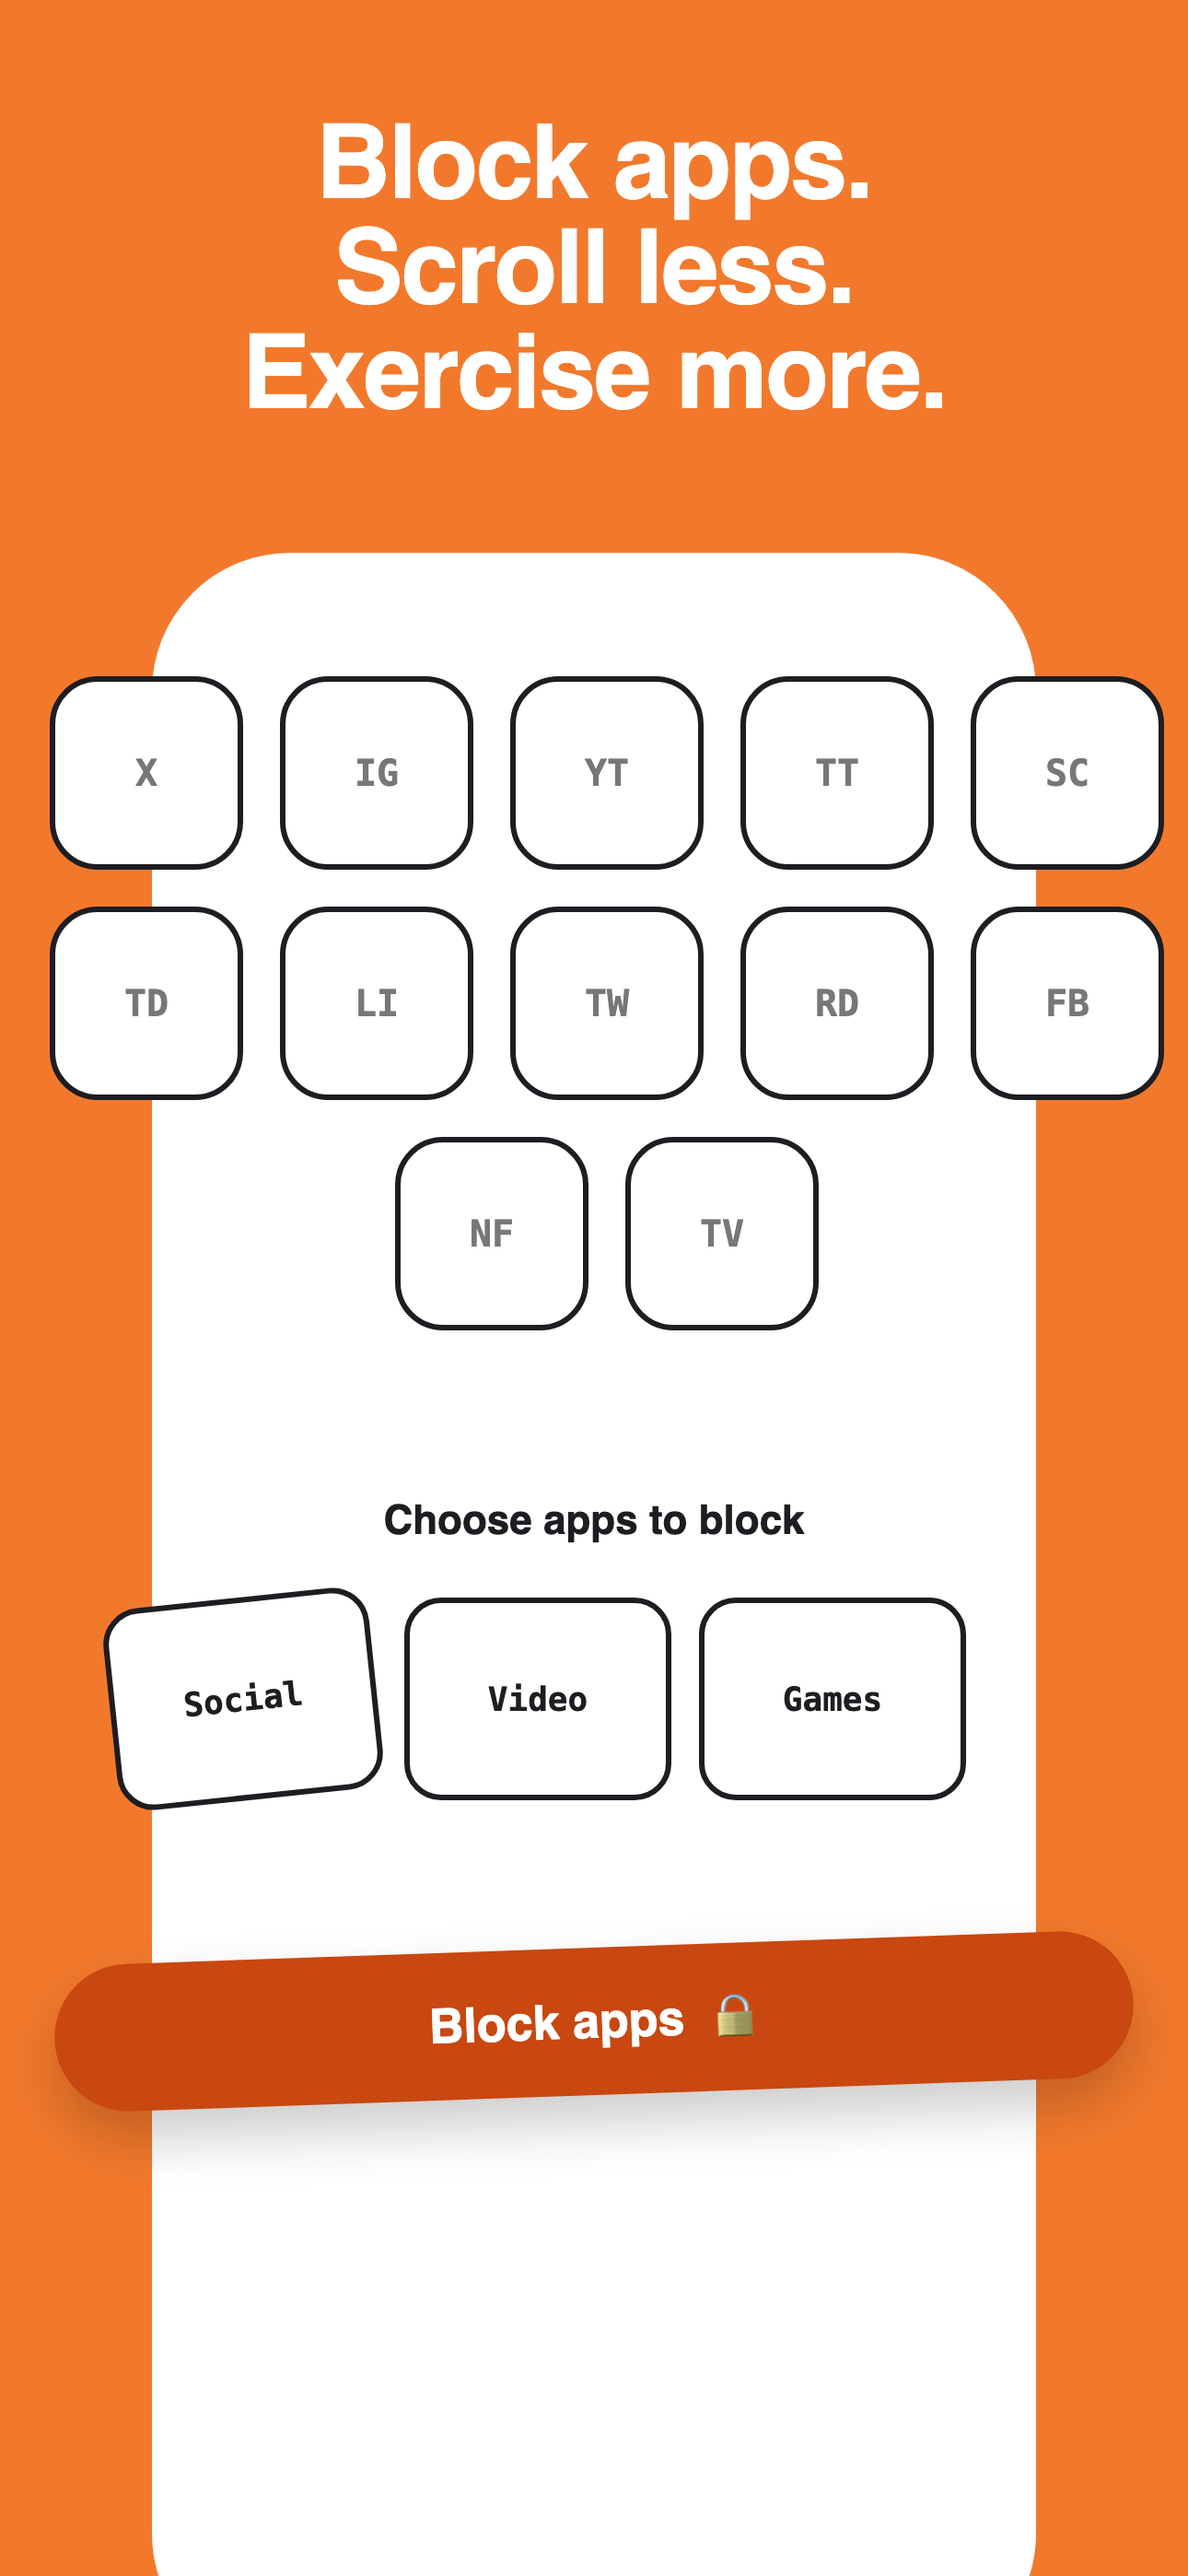 Block apps.
Scroll less.
Exercise more.
X IG YT TT SC
TD LI TW RD FB
NF TV
Choose apps to block
Social Video Games
Block apps 🔒